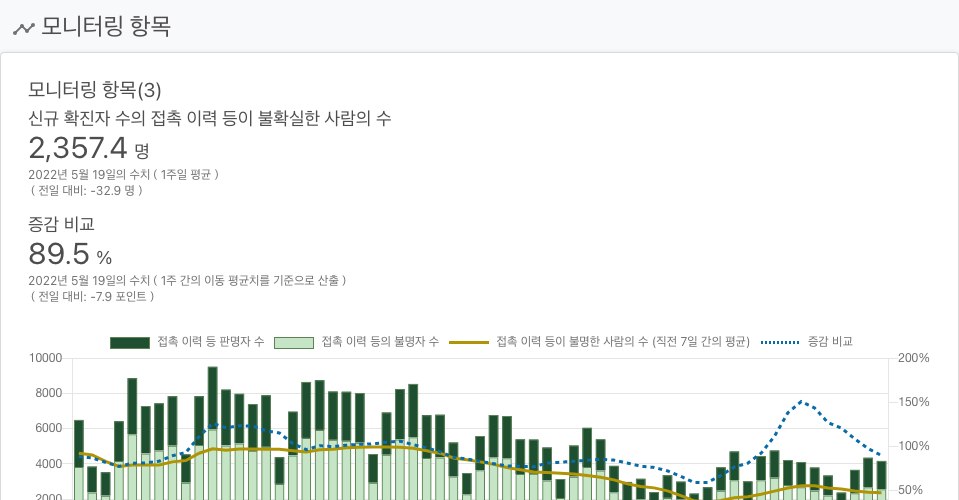 모니터링 항목
모니터링 항목(3)
신규 확진자 수의 접촉 이력 등이 불확실한 사람의 수
2,357.4 명
2022년 5월 19일의 수치 ( 1주일 평균 )
( 전일 대비: -32.9 명 )
증감 비교
89.5 %
2022년 5월 19일의 수치 ( 1주 간의 이동 평균치를 기준으로 산출 )
( 전일 대비: -7.9 포인트 )
접촉 이력 등 판명자 수 접촉 이력 등의 불명자 수 접촉 이력 등이 불명한 사람의 수 (직전 7일 간의 평균) 증감 비교
10000 200%
8000
150%
6000
100%
4000
50%
2000